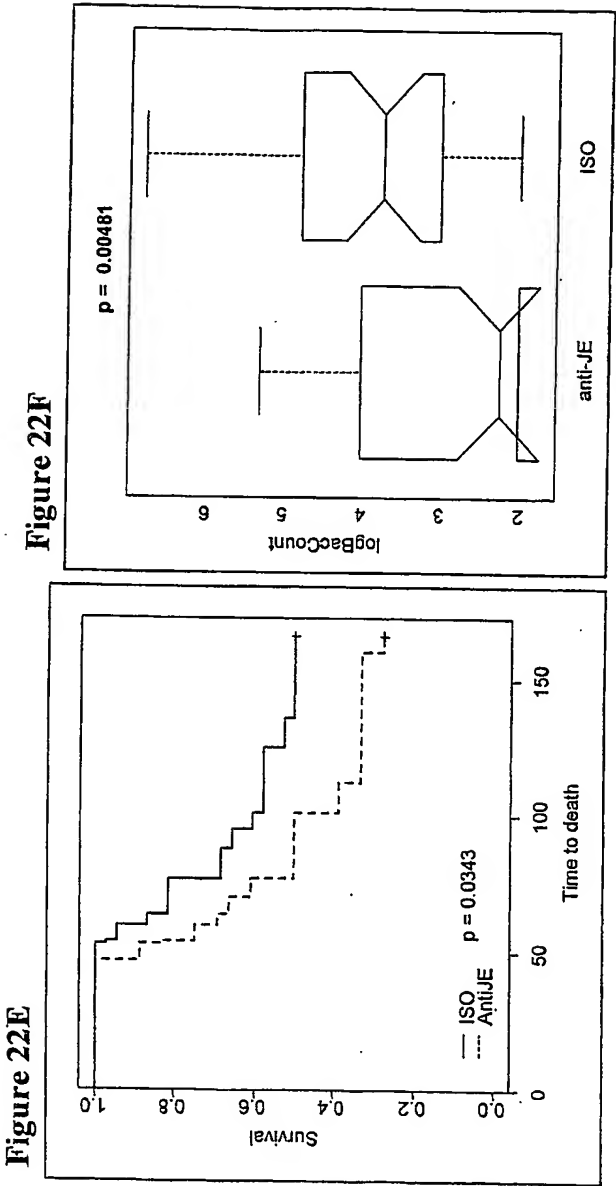 Figure 22E
Survival
1.0
0.8
0.6
0.4
0.2
0.0
0
50
100
150
Time to death
ISO
AntiJE
p = 0.0343
Figure 22F
p = 0.00481
logBacCount
6
5
4
3
2
anti-JE
ISO